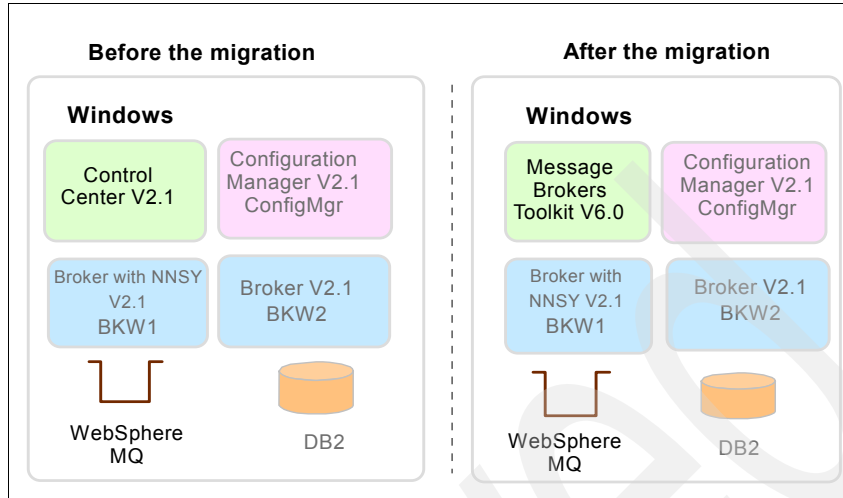 Before the migration
Windows
Control
Center V2.1
Configuration
Manager V2.1
ConfigMgr
Broker with NNSY
V2.1
BKW1
Broker V2.1
BKW2
WebSphere
MQ
DB2
After the migration
Windows
Message
Brokers
Toolkit V6.0
Configuration
Manager V2.1
ConfigMgr
Broker with
NNSY V2.1
BKW1
Broker V2.1
BKW2
WebSphere
MQ
DB2